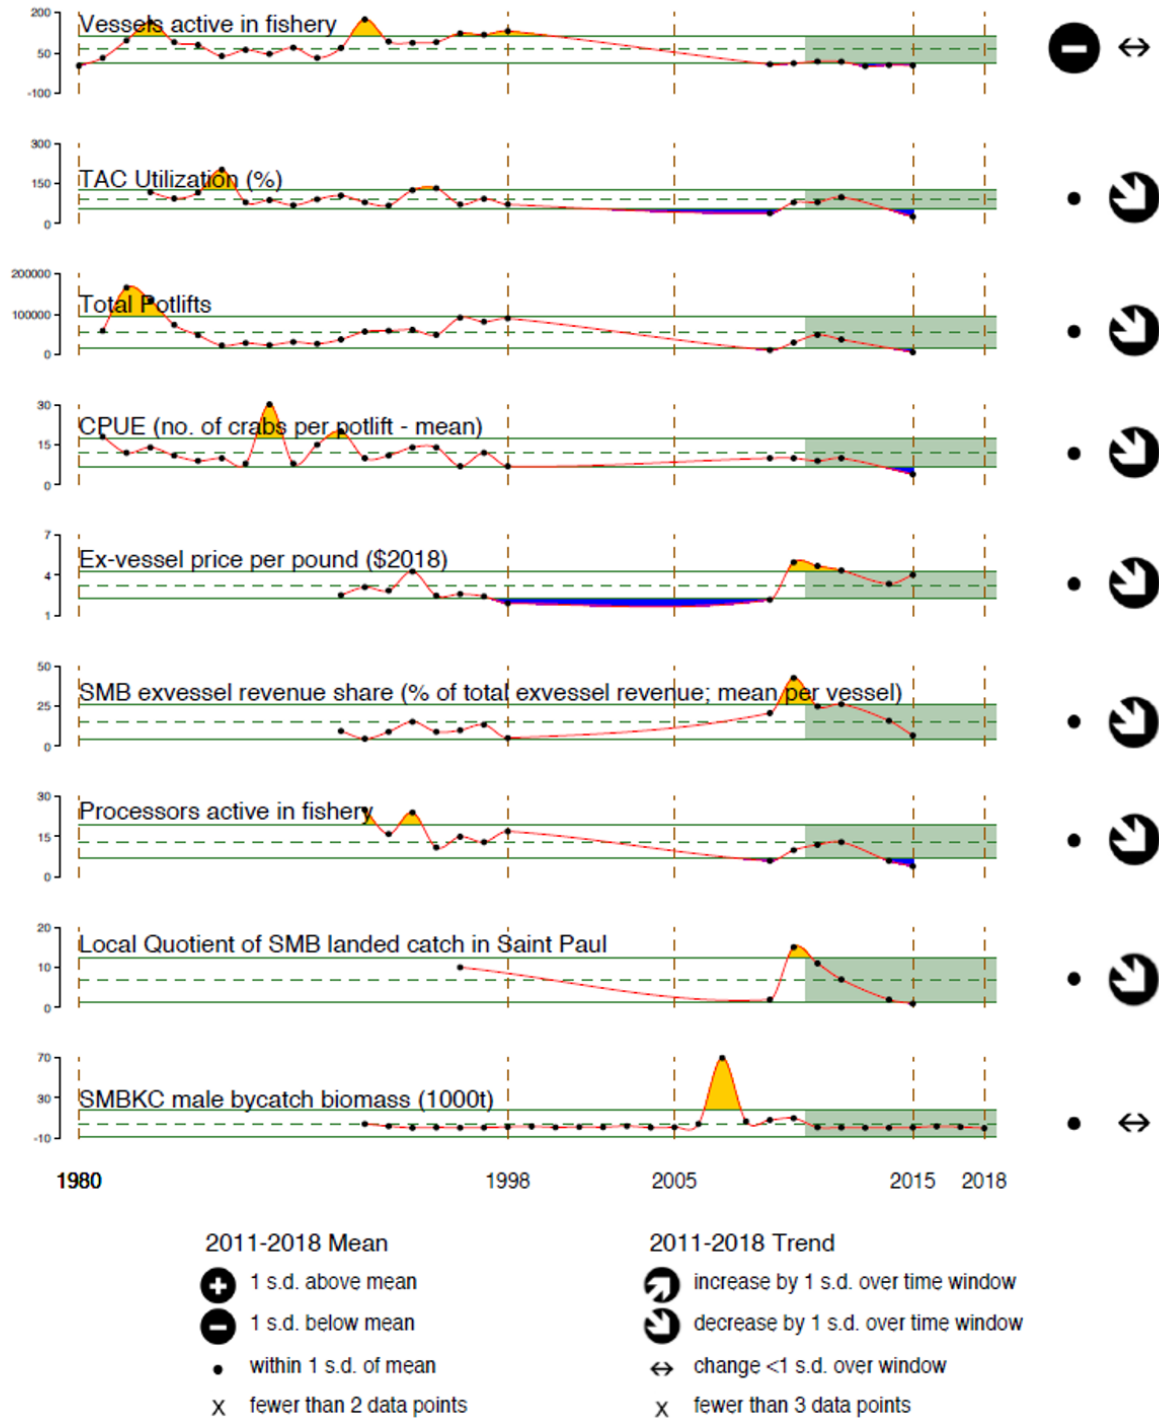 Vessels active in fishery
200
50
-100
TAC Utilization (%)
300
150
0
Total Potlifts
200000
100000
0
CPUE (no. of crabs per potlift - mean)
30
15
0
Ex-vessel price per pound ($2018)
7
4
1
SMB exvessel revenue share (% of total exvessel revenue; mean per vessel)
50
25
0
Processors active in fishery
30
15
0
Local Quotient of SMB landed catch in Saint Paul
20
10
0
SMBKC male bycatch biomass (1000t)
70
30
-10
1980 1998 2005 2015 2018
2011-2018 Mean
1 s.d. above mean
1 s.d. below mean
within 1 s.d. of mean
x fewer than 2 data points
2011-2018 Trend
increase by 1 s.d. over time window
decrease by 1 s.d. over time window
change <1 s.d. over window
x fewer than 3 data points